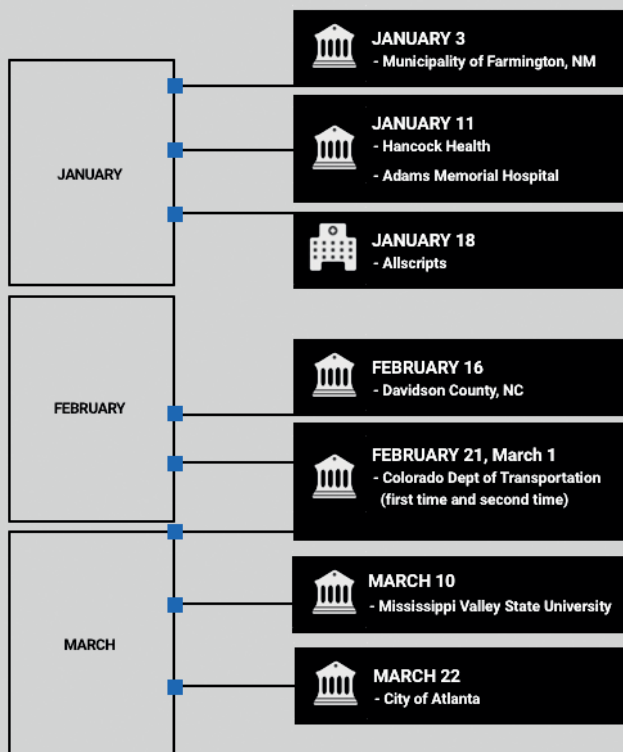 JANUARY
JANUARY 3
- Municipality of Farmington, NM
JANUARY 11
- Hancock Health
- Adams Memorial Hospital
JANUARY 18
- Allscripts
FEBRUARY
FEBRUARY 16
- Davidson County, NC
FEBRUARY 21, March 1
- Colorado Dept of Transportation
(first time and second time)
MARCH
MARCH 10
- Mississippi Valley State University
MARCH 22
- City of Atlanta